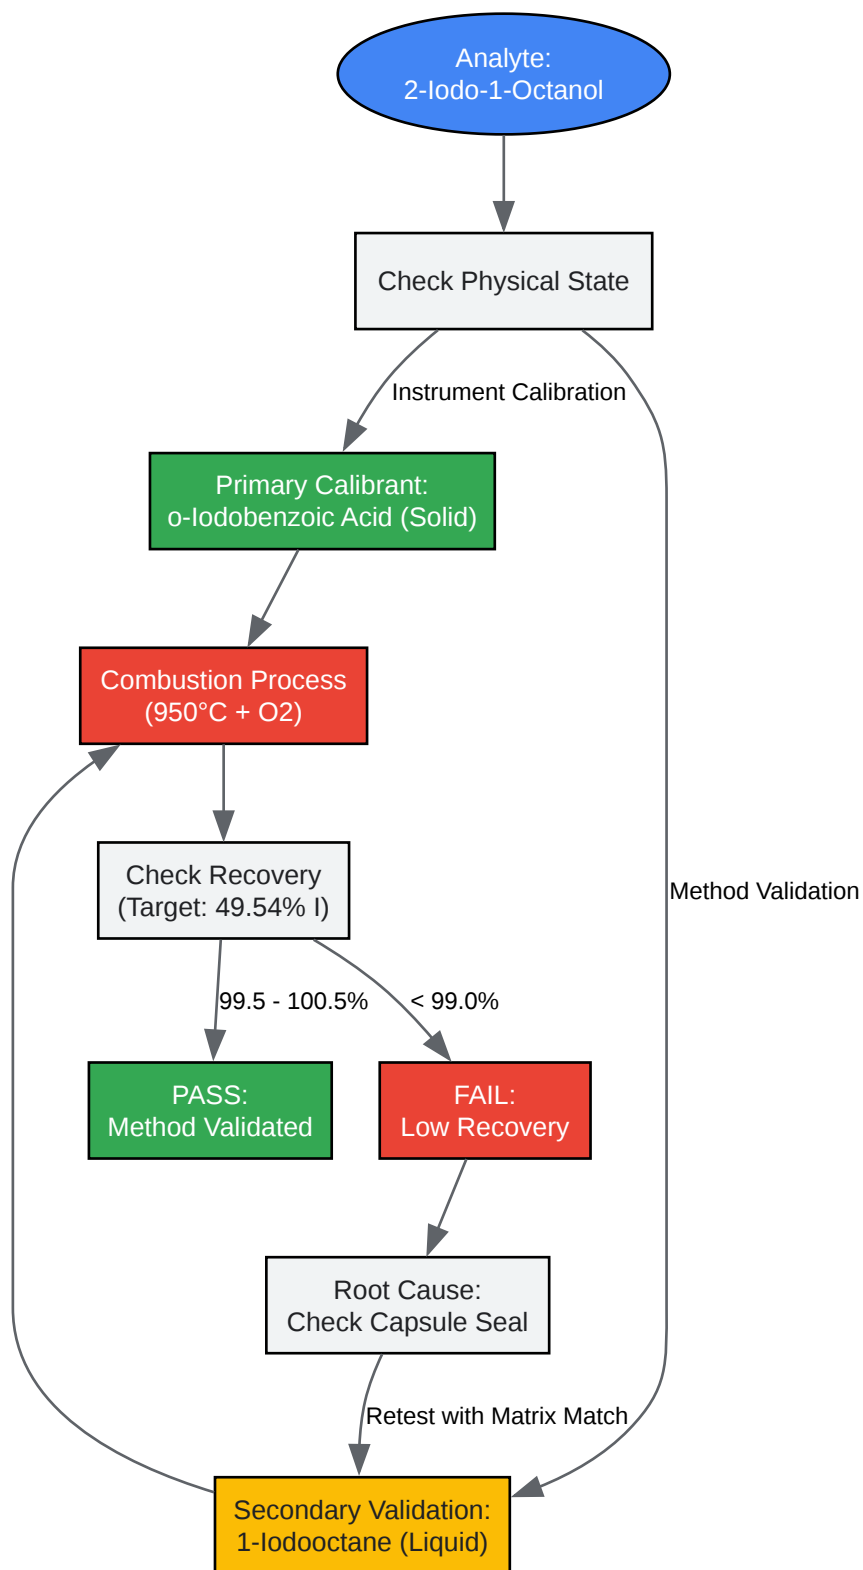 Analyte:
2-Iodo-1-Octanol
Check Physical State
Instrument Calibration
Primary Calibrant:
o-Iodobenzoic Acid (Solid)
Combustion Process
(950°C + O2)
Check Recovery
(Target: 49.54% I)
Method Validation
99.5 - 100.5%
< 99.0%
PASS:
Method Validated
FAIL:
Low Recovery
Root Cause:
Check Capsule Seal
Retest with Matrix Match
Secondary Validation:
1-Iodooctane (Liquid)